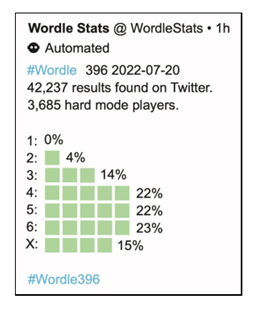 Wordle Stats @ WordleStats • 1h
Automated
#Wordle 396 2022-07-20
42,237 results found on Twitter.
3,685 hard mode players.
1: 0%
2: 4%
3: 14%
4: 22%
5: 22%
6: 23%
X: 15%
#Wordle396